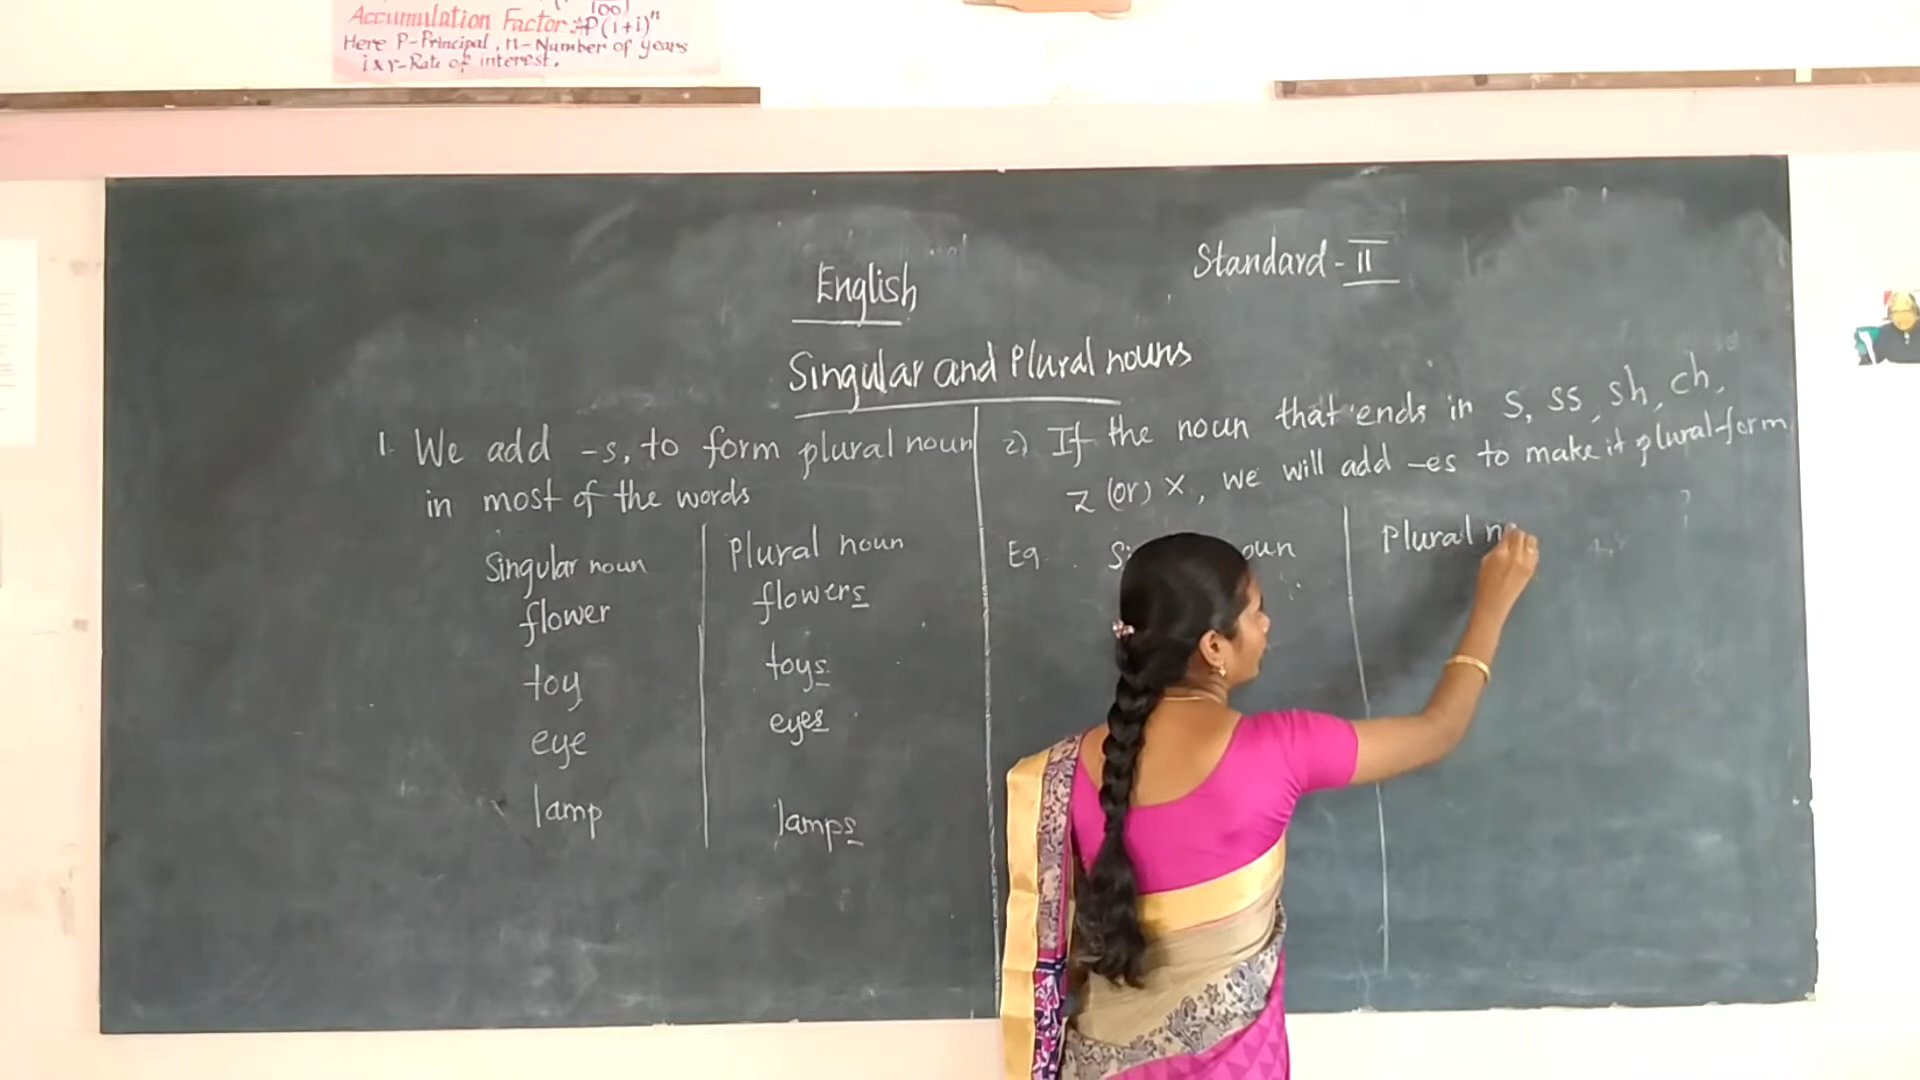 100
Accumulation Factor : P(1+i)^n
Here P-Principal, n-Number of years
i & r-Rate of interest.
English
Standard - II
Singular and Plural nouns
1. We add -s, to form plural noun
in most of the words
Singular noun Plural noun
flower flowers
toy toys
eye eyes
lamp lamps
2) If the noun that ends in s, ss, sh, ch,
z (or) x, we will add -es to make it plural form
Eg. oun Plural n